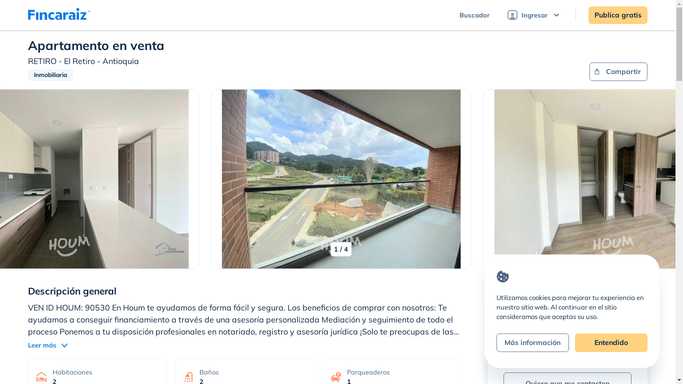 Fincaraiz
Buscador
Ingresar
Publica gratis
Apartamento en venta
RETIRO - El Retiro - Antioquia
Inmobiliaria
Compartir
HOUM
HOUM
HOUM
1 / 4
Descripción general
VEN ID HOUM: 90530 En Houm te ayudamos de forma fácil y segura. Los beneficios de comprar con nosotros: Te
ayudamos a conseguir financiamiento a través de una asesoría personalizada Mediación y seguimiento de todo el
proceso Ponemos a tu disposición profesionales en notariado, registro y asesoría jurídica ¡Solo te preocupas de las...
Leer más
Habitaciones
2
Baños
2
Parqueaderos
1
Utilizamos cookies para mejorar tu experiencia en
nuestro sitio web. Al continuar en el sitio
consideramos que aceptas su uso.
Más información
Entendido
Quiero que me contacten